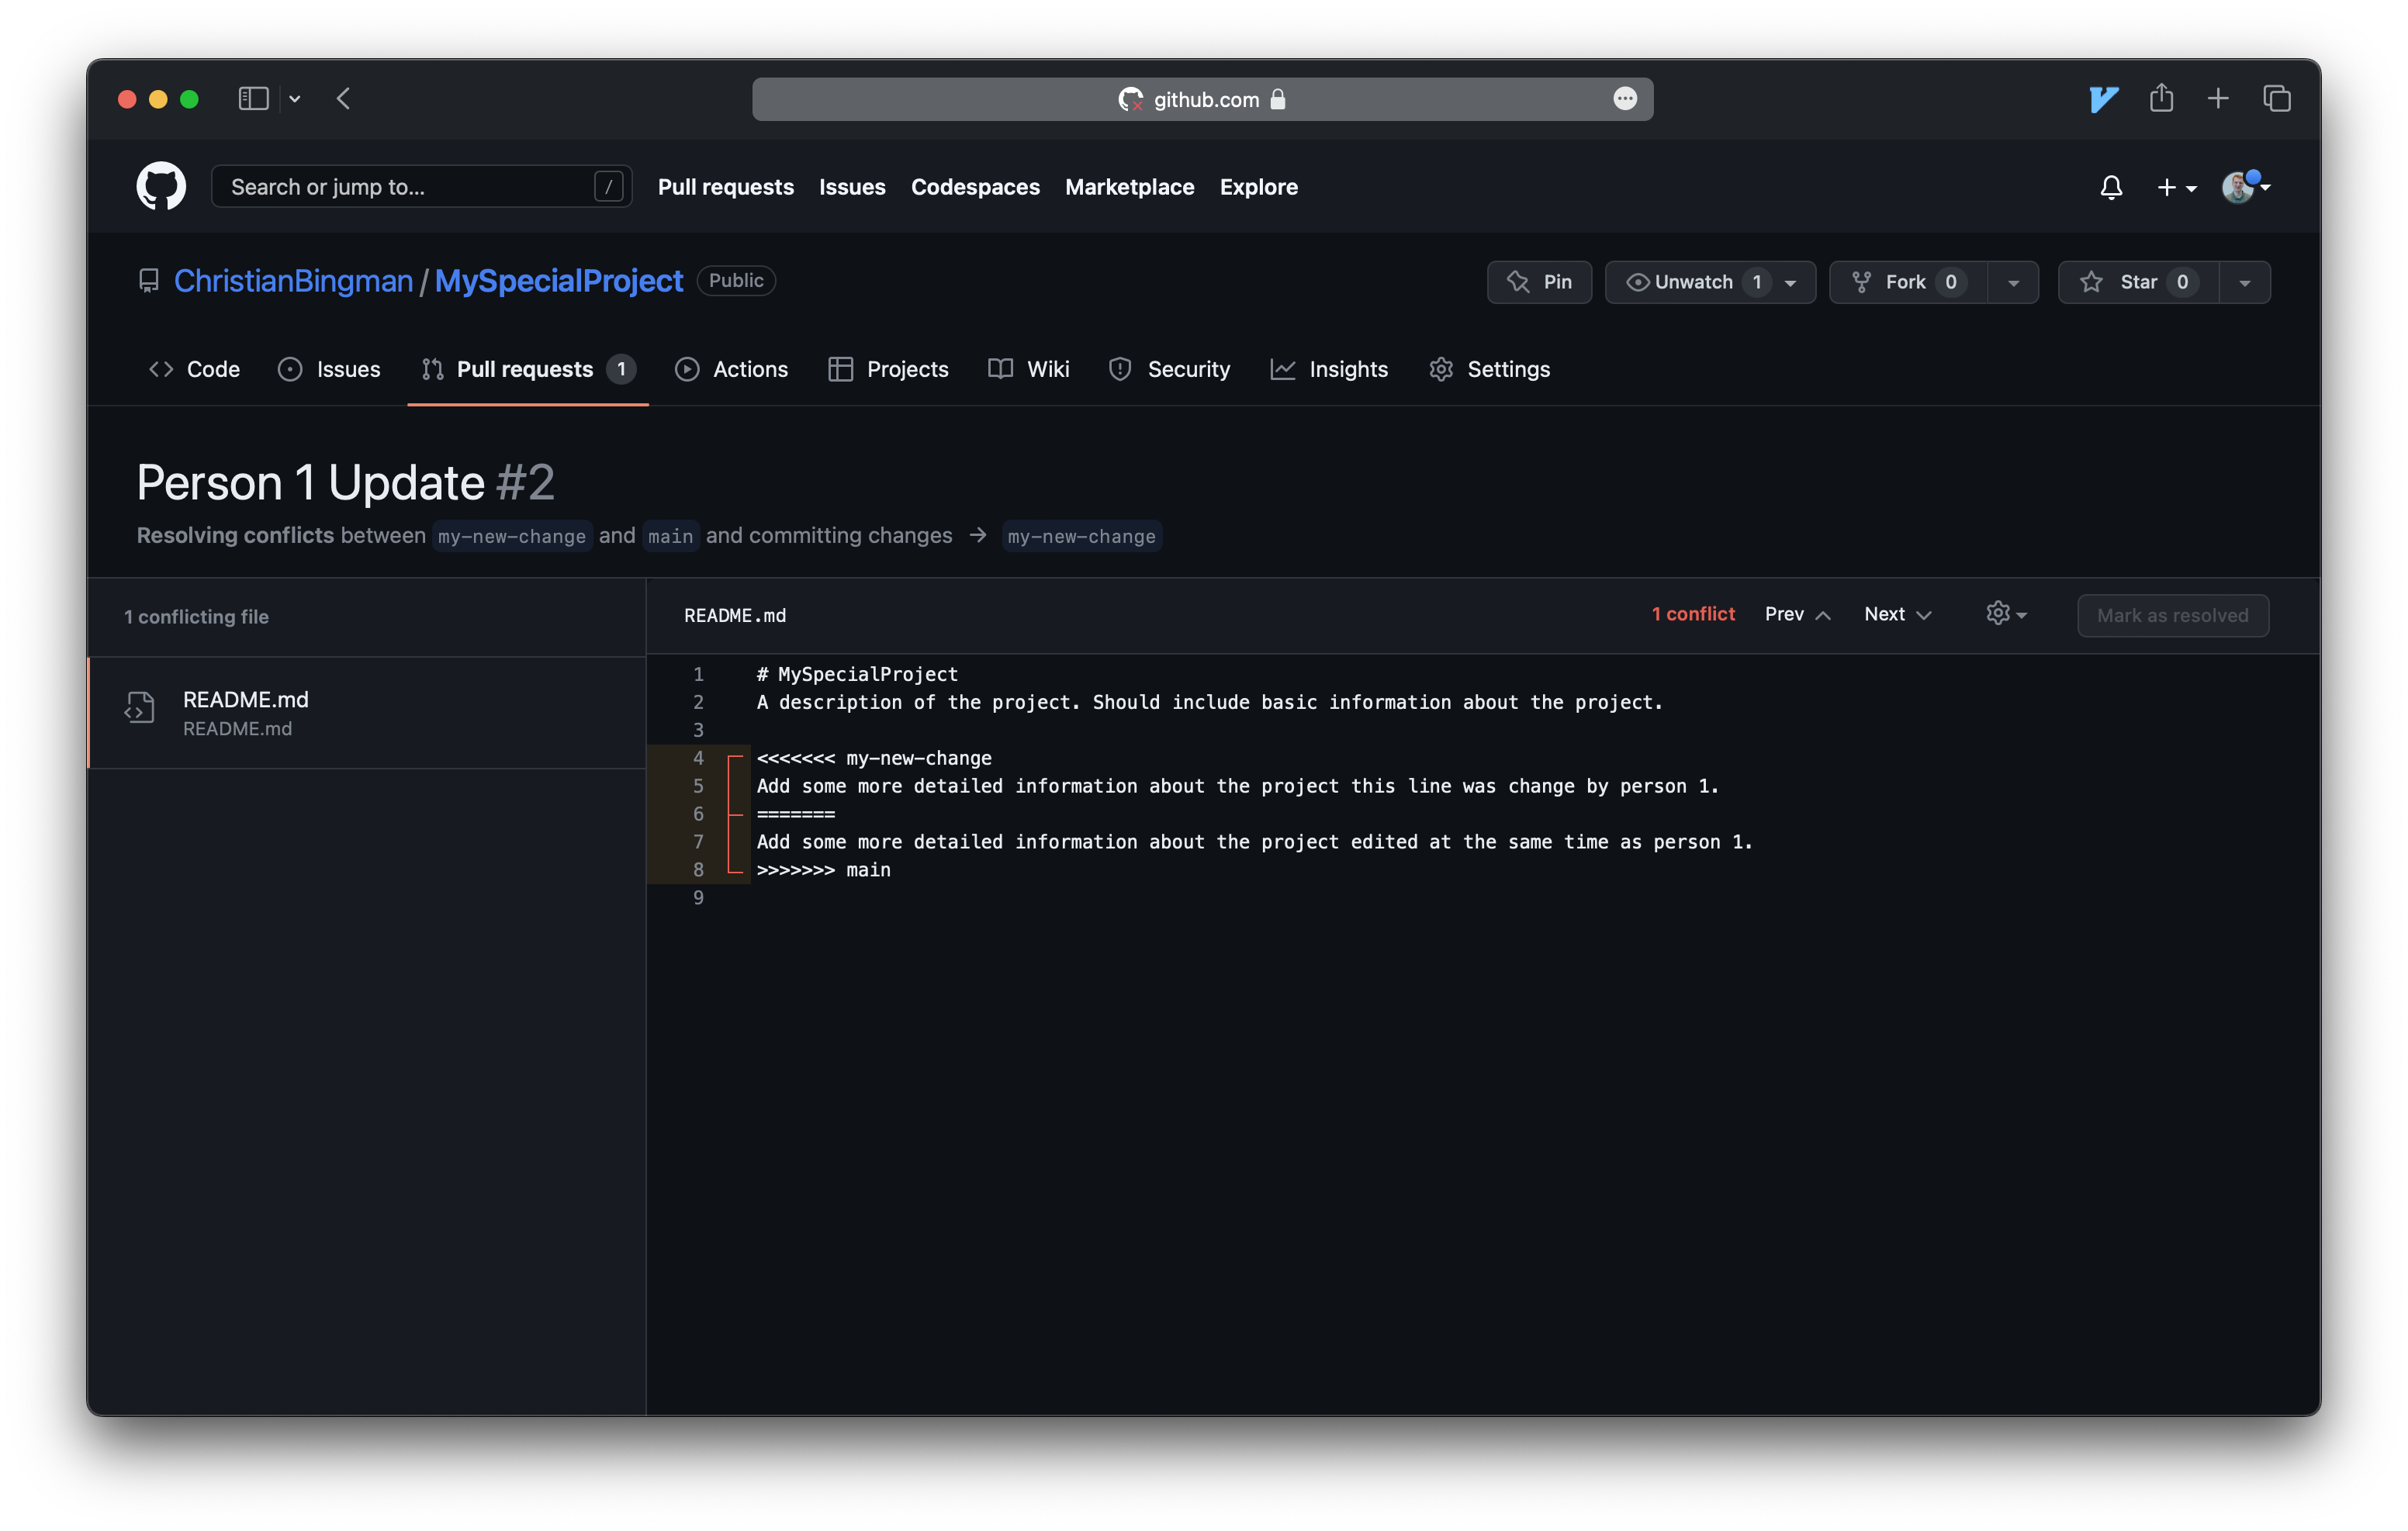 github.com
Search or jump to... / Pull requests Issues Codespaces Marketplace Explore
ChristianBingman / MySpecialProject Public Pin Unwatch 1 Fork 0 Star 0
Code Issues Pull requests 1 Actions Projects Wiki Security Insights Settings
Person 1 Update #2
Resolving conflicts between my-new-change and main and committing changes → my-new-change
1 conflicting file
README.md
README.md
README.md 1 conflict Prev Next Mark as resolved
1 # MySpecialProject
2 A description of the project. Should include basic information about the project.
3
4 <<<<<<< my-new-change
5 Add some more detailed information about the project this line was change by person 1.
6 =======
7 Add some more detailed information about the project edited at the same time as person 1.
8 >>>>>>> main
9